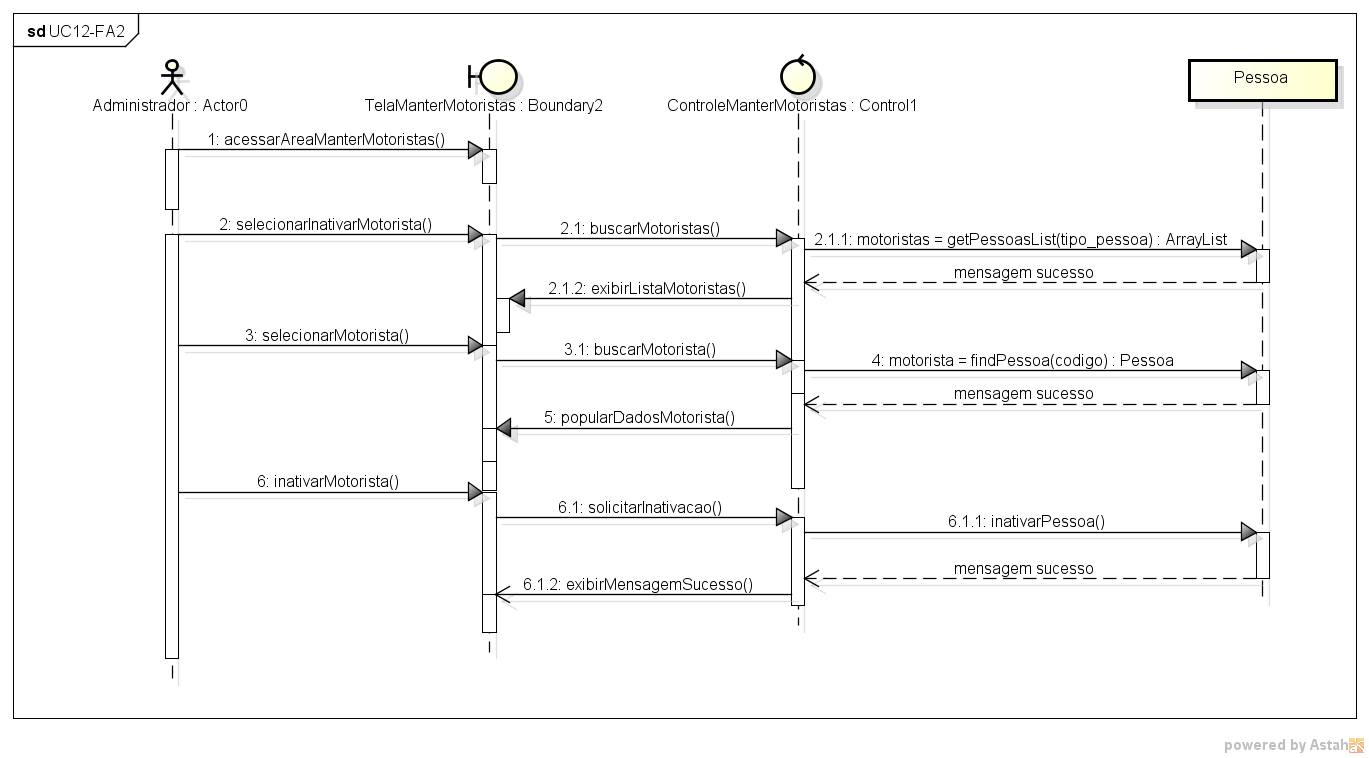 sd UC12-FA2
Administrador : Actor0
TelaManterMotoristas : Boundary2
ControleManterMotoristas : Control1
Pessoa
1: acessarAreaManterMotoristas()
2: selecionarInativarMotorista()
2.1: buscarMotoristas()
2.1.1: motoristas = getPessoasList(tipo_pessoa) : ArrayList
mensagem sucesso
2.1.2: exibirListaMotoristas()
3: selecionarMotorista()
3.1: buscarMotorista()
4: motorista = findPessoa(codigo) : Pessoa
mensagem sucesso
5: popularDadosMotorista()
6: inativarMotorista()
6.1: solicitarInativacao()
6.1.1: inativarPessoa()
mensagem sucesso
6.1.2: exibirMensagemSucesso()
powered by Astah